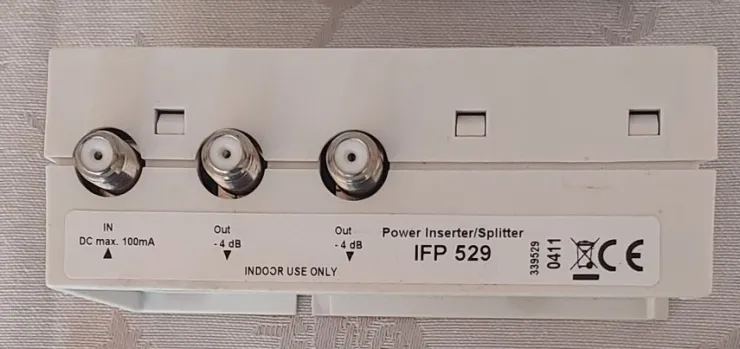 IN
DC max. 100mA
Out
- 4 dB
Out
- 4 dB
INDOOR USE ONLY
Power Inserter/Splitter
IFP 529
339529
0411
CE